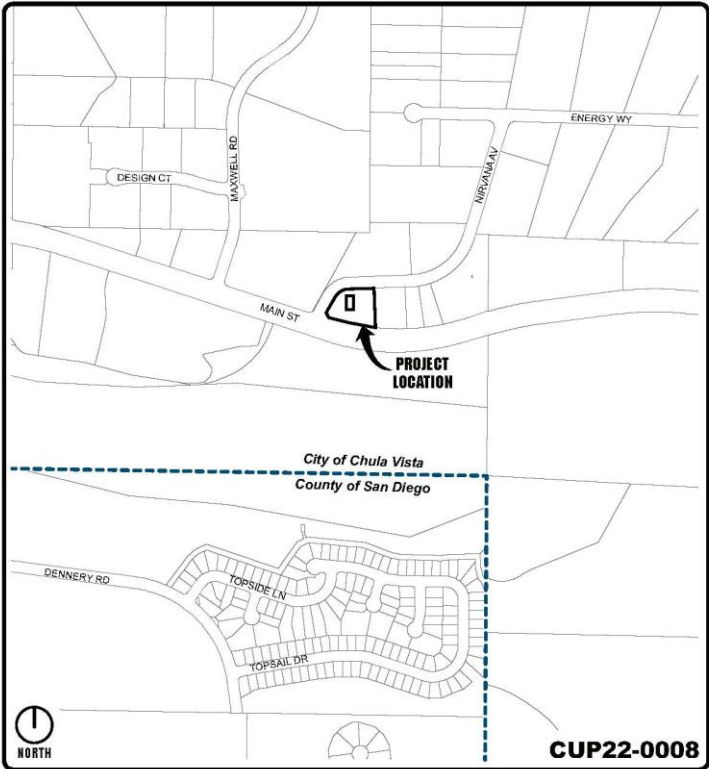 ENERGY WY
MAXWELL RD
NIRVANA AV
DESIGN CT
MAIN ST
PROJECT
LOCATION
City of Chula Vista
County of San Diego
DENNERY RD
TOPSIDE LN
TOPSAIL DR
NORTH
CUP22-0008